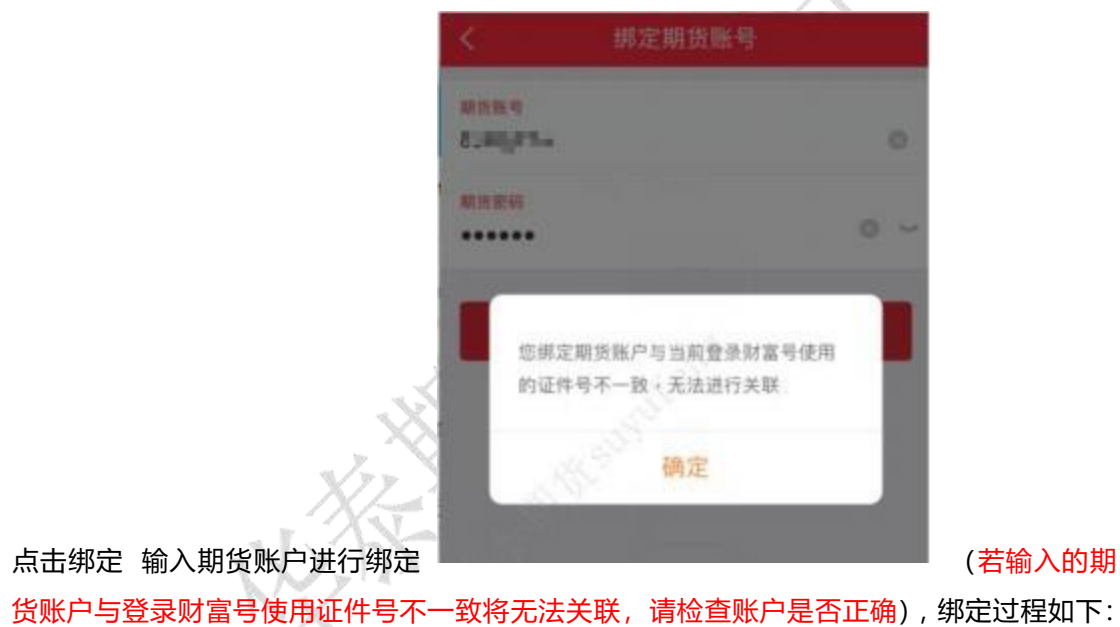 绑定期货账号
期货账号
期货密码
您绑定期货账户与当前登录财富号使用
的证件号不一致，无法进行关联
确定
点击绑定 输入期货账户进行绑定 (若输入的期
货账户与登录财富号使用证件号不一致将无法关联，请检查账户是否正确)，绑定过程如下：